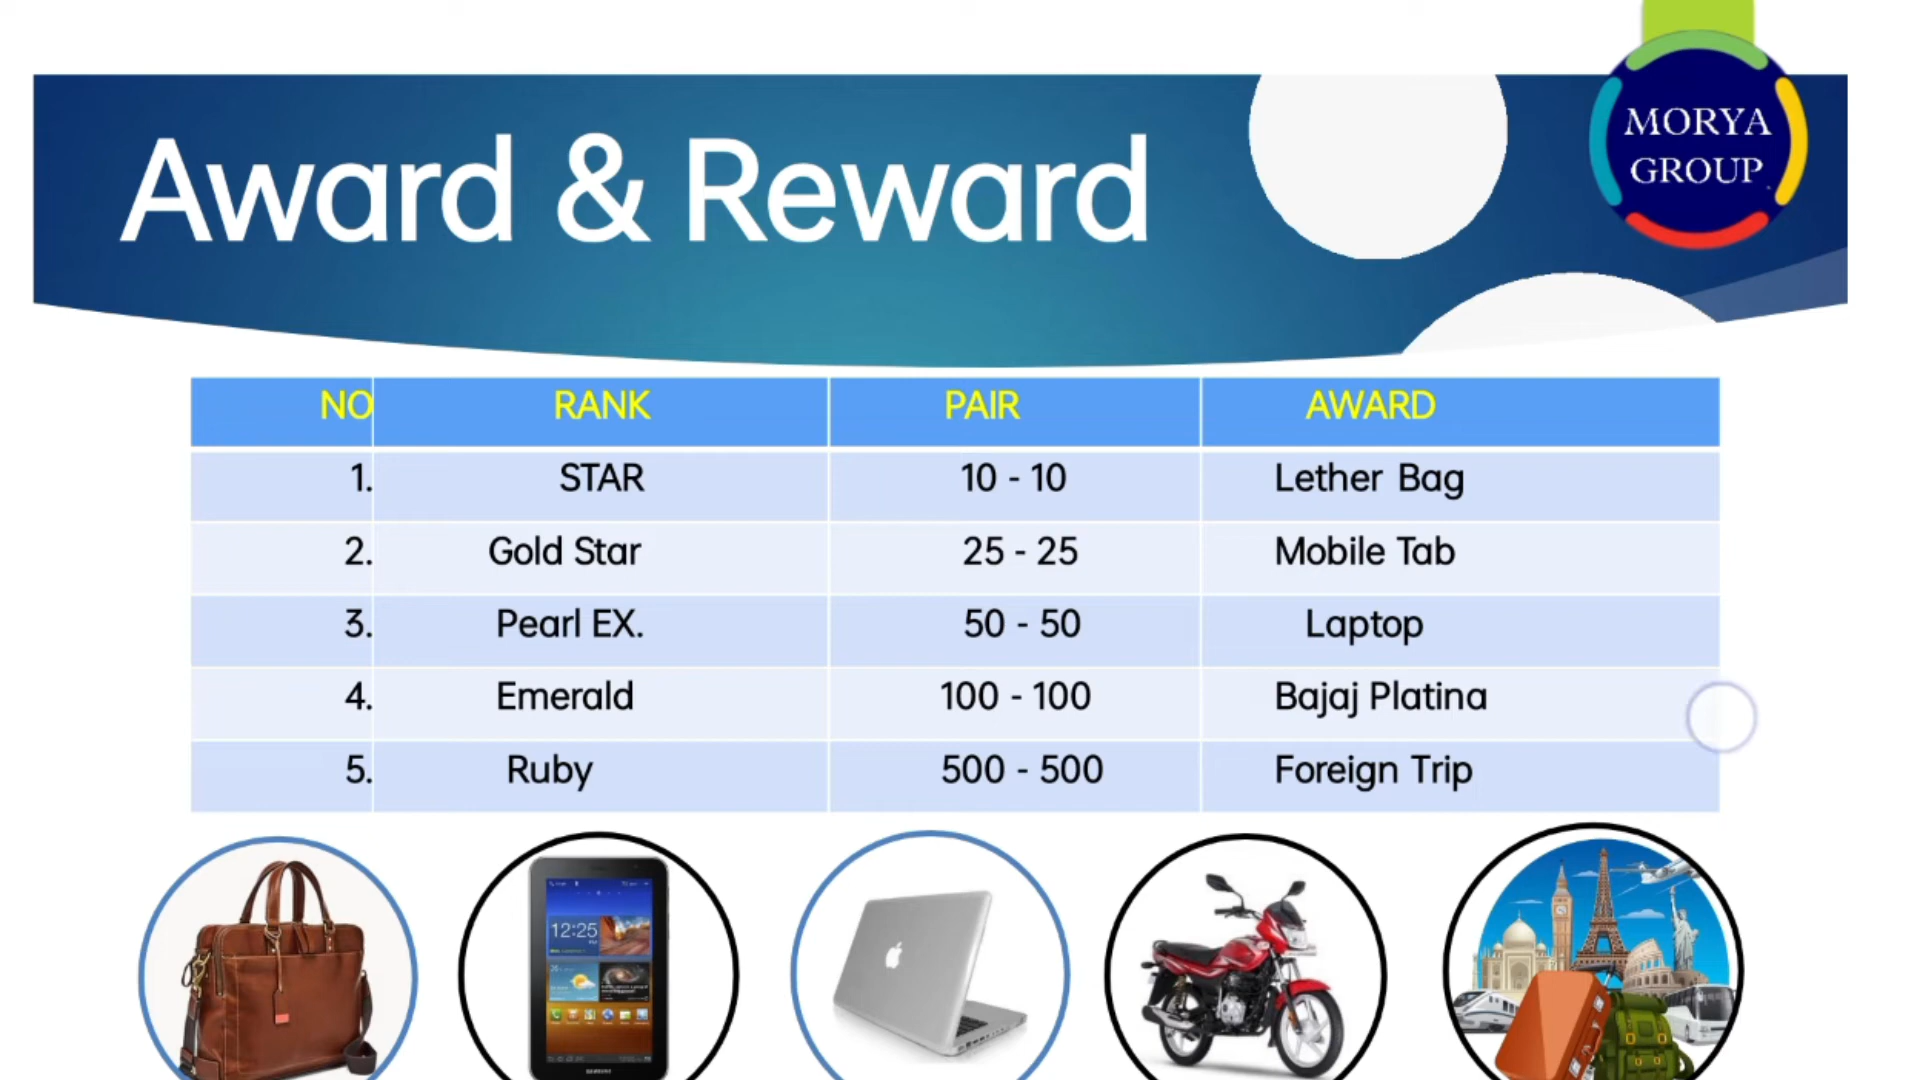 MORYA
GROUP
Award & Reward
NO RANK PAIR AWARD
1. STAR 10 - 10 Lether Bag
2. Gold Star 25 - 25 Mobile Tab
3. Pearl EX. 50 - 50 Laptop
4. Emerald 100 - 100 Bajaj Platina
5. Ruby 500 - 500 Foreign Trip
12:25
SAMSUNG